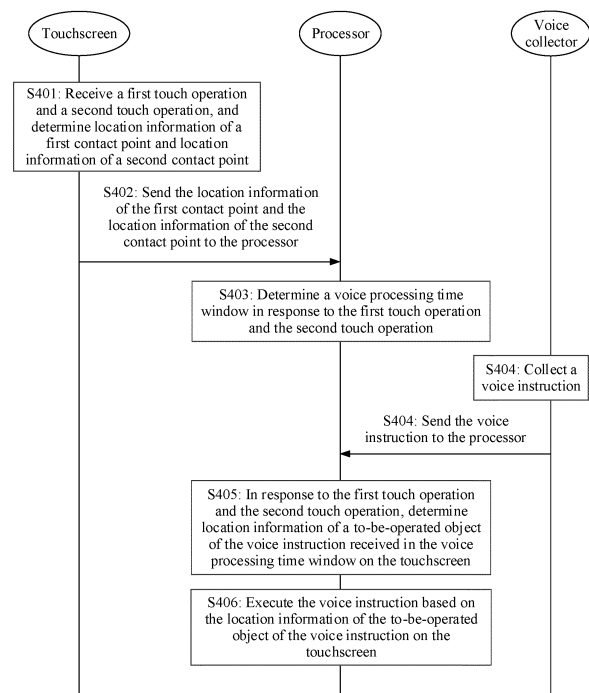 Touchscreen
Processor
Voice
collector
S401: Receive a first touch operation
and a second touch operation, and
determine location information of a
first contact point and location
information of a second contact point
S402: Send the location information
of the first contact point and the
location information of the second
contact point to the processor
S403: Determine a voice processing time
window in response to the first touch operation
and the second touch operation
S404: Collect a
voice instruction
S404: Send the voice
instruction to the processor
S405: In response to the first touch operation
and the second touch operation, determine
location information of a to-be-operated object
of the voice instruction received in the voice
processing time window on the touchscreen
S406: Execute the voice instruction based on
the location information of the to-be-operated
object of the voice instruction on the
touchscreen